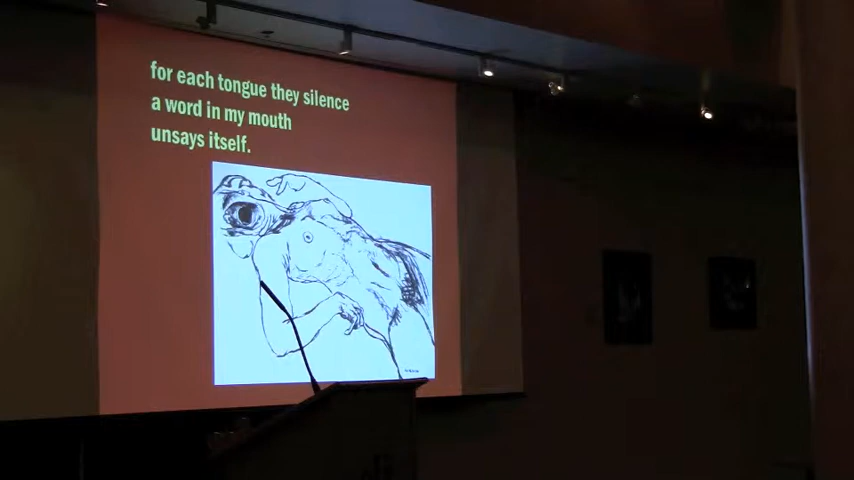 for each tongue they silence
a word in my mouth
unsays itself.